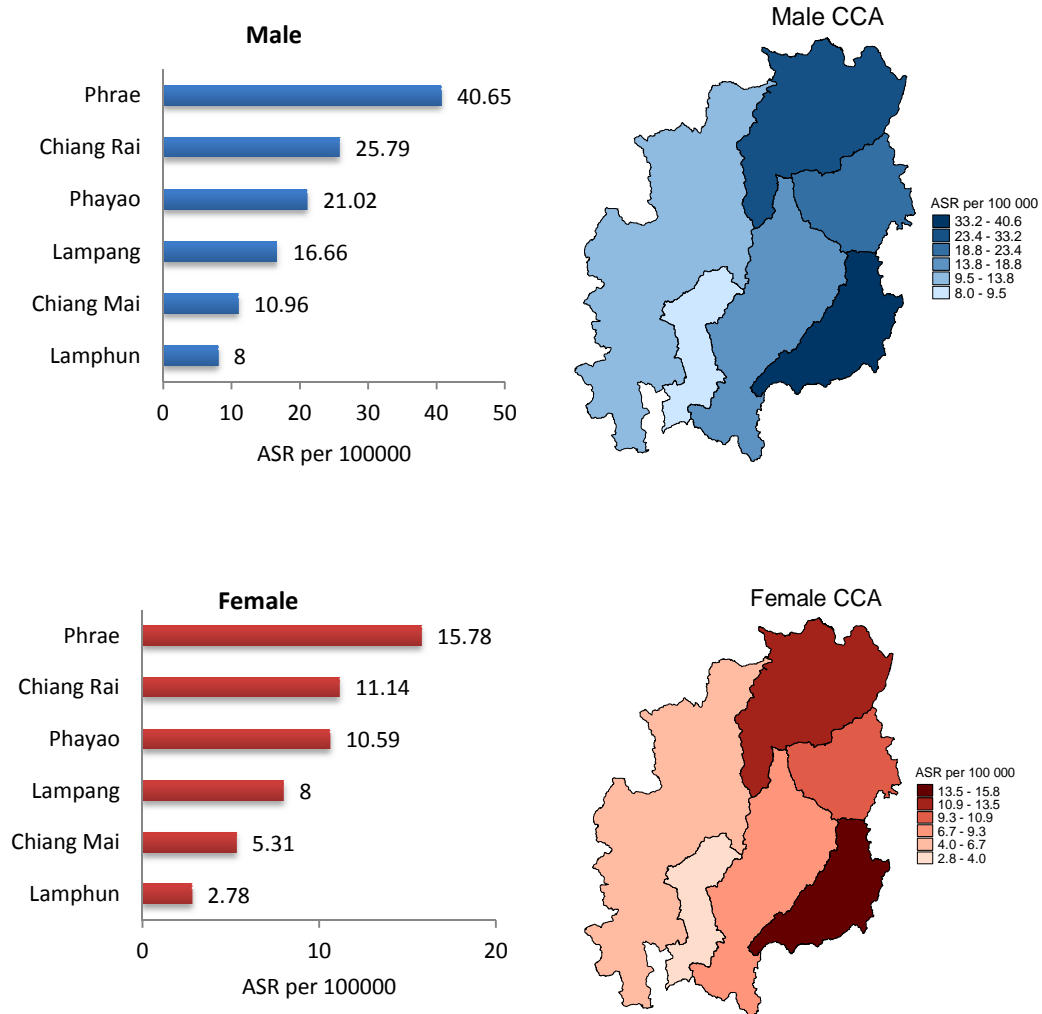 Male
Phrae 40.65
Chiang Rai 25.79
Phayao 21.02
Lampang 16.66
Chiang Mai 10.96
Lamphun 8
0 10 20 30 40 50
ASR per 100000
Male CCA
ASR per 100 000
33.2 - 40.6
23.4 - 33.2
18.8 - 23.4
13.8 - 18.8
9.5 - 13.8
8.0 - 9.5
Female
Phrae 15.78
Chiang Rai 11.14
Phayao 10.59
Lampang 8
Chiang Mai 5.31
Lamphun 2.78
0 10 20
ASR per 100000
Female CCA
ASR per 100 000
13.5 - 15.8
10.9 - 13.5
9.3 - 10.9
6.7 - 9.3
4.0 - 6.7
2.8 - 4.0